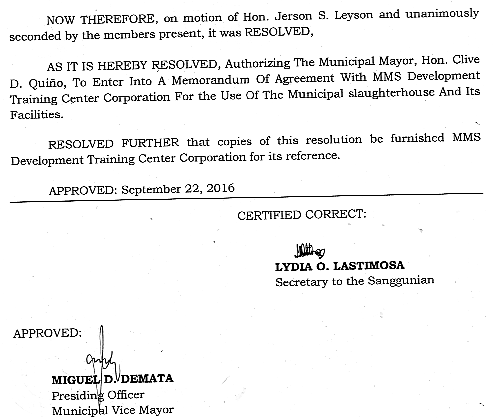 NOW THEREFORE, on motion of Hon. Jerson S. Leyson and unanimously
seconded by the members present, it was RESOLVED,
AS IT IS HEREBY RESOLVED, Authorizing The Municipal Mayor, Hon. Clive
D. Quiño, To Enter Into A Memorandum Of Agreement With MMS Development
Training Center Corporation For the Use Of The Municipal slaughterhouse And Its
Facilities.
RESOLVED FURTHER that copies of this resolution be furnished MMS
Development Training Center Corporation for its reference.
APPROVED: September 22, 2016
CERTIFIED CORRECT:
LYDIA O. LASTIMOSA
Secretary to the Sanggunian
APPROVED:
MIGUEL D. DEMATA
Presiding Officer
Municipal Vice Mayor